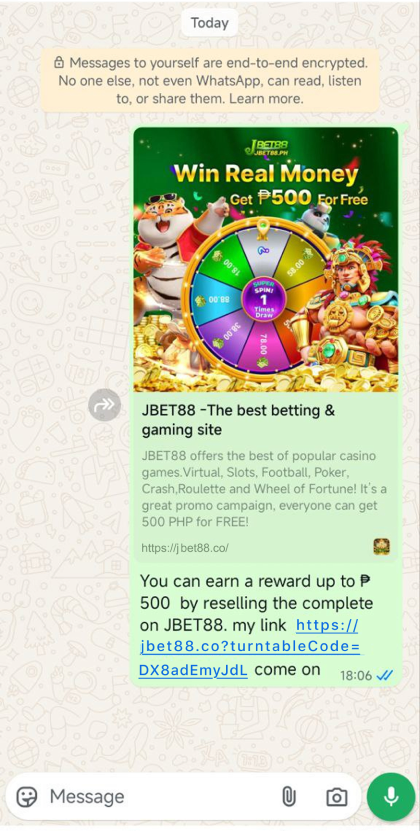 Today
Messages to yourself are end-to-end encrypted.
No one else, not even WhatsApp, can read, listen
to, or share them. Learn more.
JBET88
JBET88.PH
Win Real Money
Get ₱500 For Free
18.00
58.00
88.00
SUPER
SPIN!
1
Times
Draw
38.00
78.00
JBET88 -The best betting &
gaming site
JBET88 offers the best of popular casino
games.Virtual, Slots, Football, Poker,
Crash,Roulette and Wheel of Fortune! It's a
great promo campaign, everyone can get
500 PHP for FREE!
https://jbet88.co/
You can earn a reward up to ₱
500 by reselling the complete
on JBET88. my link https://
jbet88.co?turntableCode=
DX8adEmyJdL come on
18:06
Message